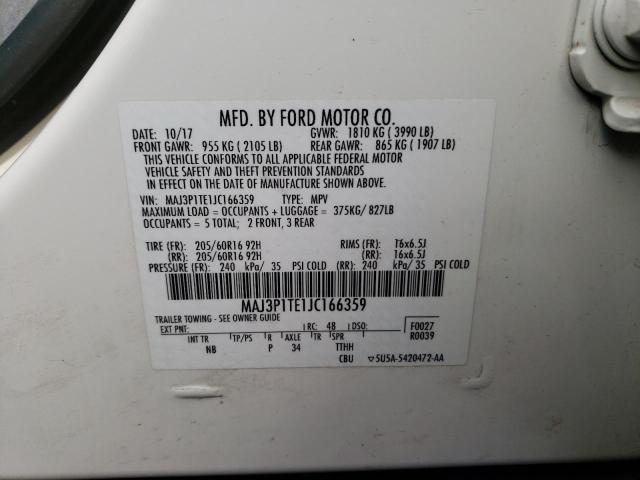 MFD. BY FORD MOTOR CO.
DATE: 10/17 GVWR: 1810 KG ( 3990 LB)
FRONT GAWR: 955 KG ( 2105 LB) REAR GAWR: 865 KG ( 1907 LB)
THIS VEHICLE CONFORMS TO ALL APPLICABLE FEDERAL MOTOR
VEHICLE SAFETY AND THEFT PREVENTION STANDARDS
IN EFFECT ON THE DATE OF MANUFACTURE SHOWN ABOVE.
VIN: MAJ3P1TE1JC166359 TYPE: MPV
MAXIMUM LOAD = OCCUPANTS + LUGGAGE = 375KG/ 827LB
OCCUPANTS = 5 TOTAL; 2 FRONT, 3 REAR
TIRE (FR): 205/60R16 92H RIMS (FR): 16x6.5J
(RR): 205/60R16 92H (RR): 16x6.5J
PRESSURE (FR): 240 kPa/ 35 PSI COLD (RR): 240 kPa/ 35 PSI COLD
MAJ3P1TE1JC166359
TRAILER TOWING - SEE OWNER GUIDE
EXT PNT: RC: 48 DSO: F0027
INT TR TP/PS R AXLE TR SPR R0039
NB P 34 TTHH
CBU ▽5U5A-5420472-AA